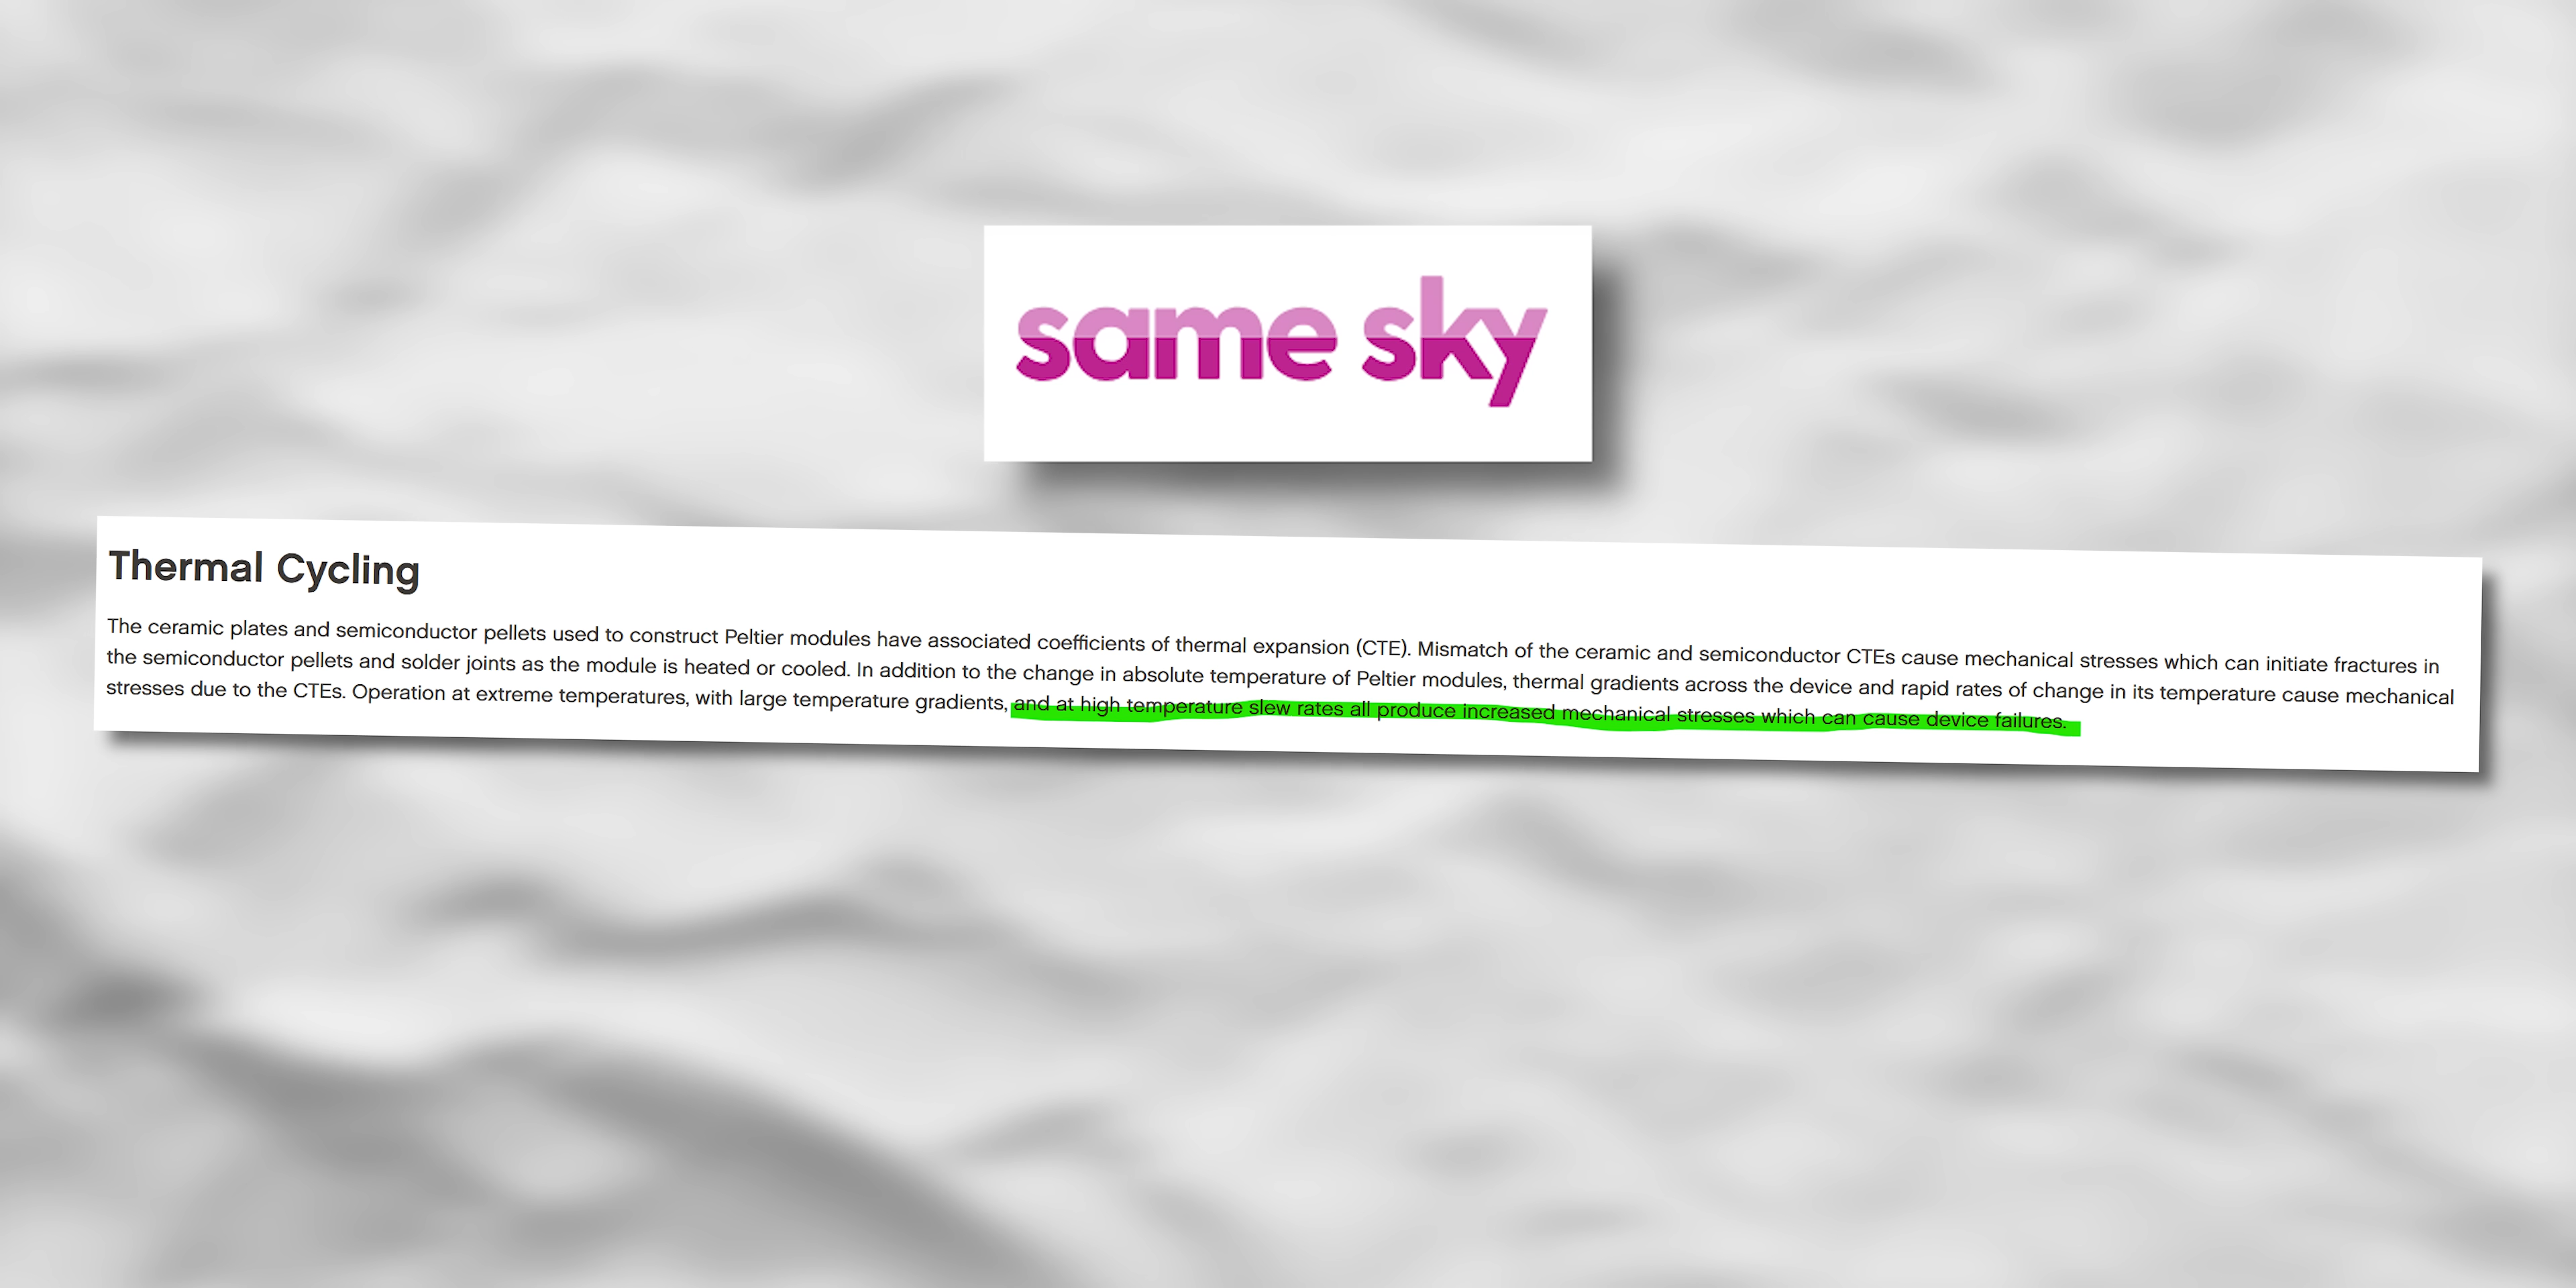 same sky
Thermal Cycling
The ceramic plates and semiconductor pellets used to construct Peltier modules have associated coefficients of thermal expansion (CTE). Mismatch of the ceramic and semiconductor CTEs cause mechanical stresses which can initiate fractures in
the semiconductor pellets and solder joints as the module is heated or cooled. In addition to the change in absolute temperature of Peltier modules, thermal gradients across the device and rapid rates of change in its temperature cause mechanical
stresses due to the CTEs. Operation at extreme temperatures, with large temperature gradients, and at high temperature slew rates all produce increased mechanical stresses which can cause device failures.